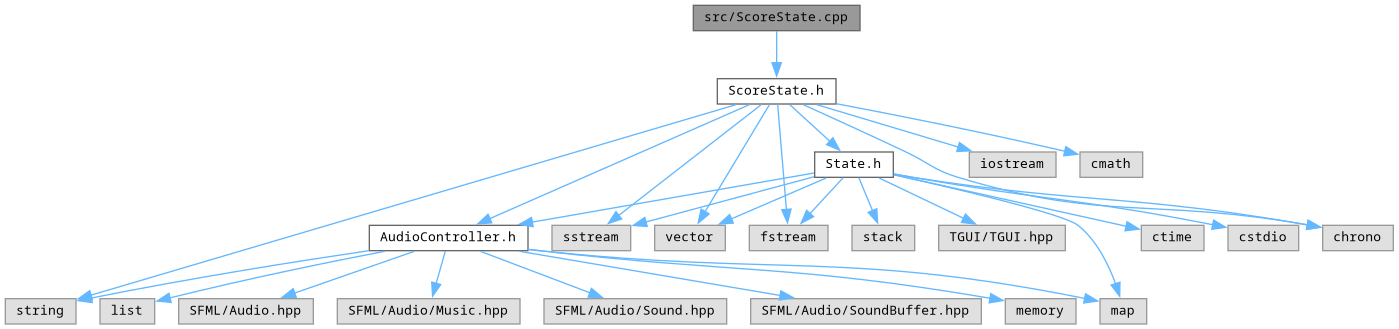 src/ScoreState.cpp
ScoreState.h
State.h
iostream
cmath
AudioController.h
sstream
vector
fstream
stack
TGUI/TGUI.hpp
ctime
cstdio
chrono
string
list
SFML/Audio.hpp
SFML/Audio/Music.hpp
SFML/Audio/Sound.hpp
SFML/Audio/SoundBuffer.hpp
memory
map